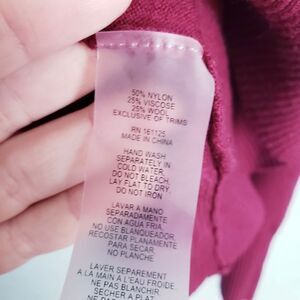 50% NYLON
25% VISCOSE
25% WOOL
EXCLUSIVE OF TRIMS
RN 161125
MADE IN CHINA
HAND WASH
SEPARATELY IN
COLD WATER.
DO NOT BLEACH.
LAY FLAT TO DRY.
DO NOT IRON
LAVAR A MANO
SEPARADAMENTE
CON AGUA FRIA.
NO USE BLANQUEADOR
RECOSTAR PLANAMENTE
PARA SECAR
NO PLANCHE
LAVER SEPAREMENT
A LA MAIN A L'EAU FROIDE
NE PAS BLANCHIR
SECHER A PLAT